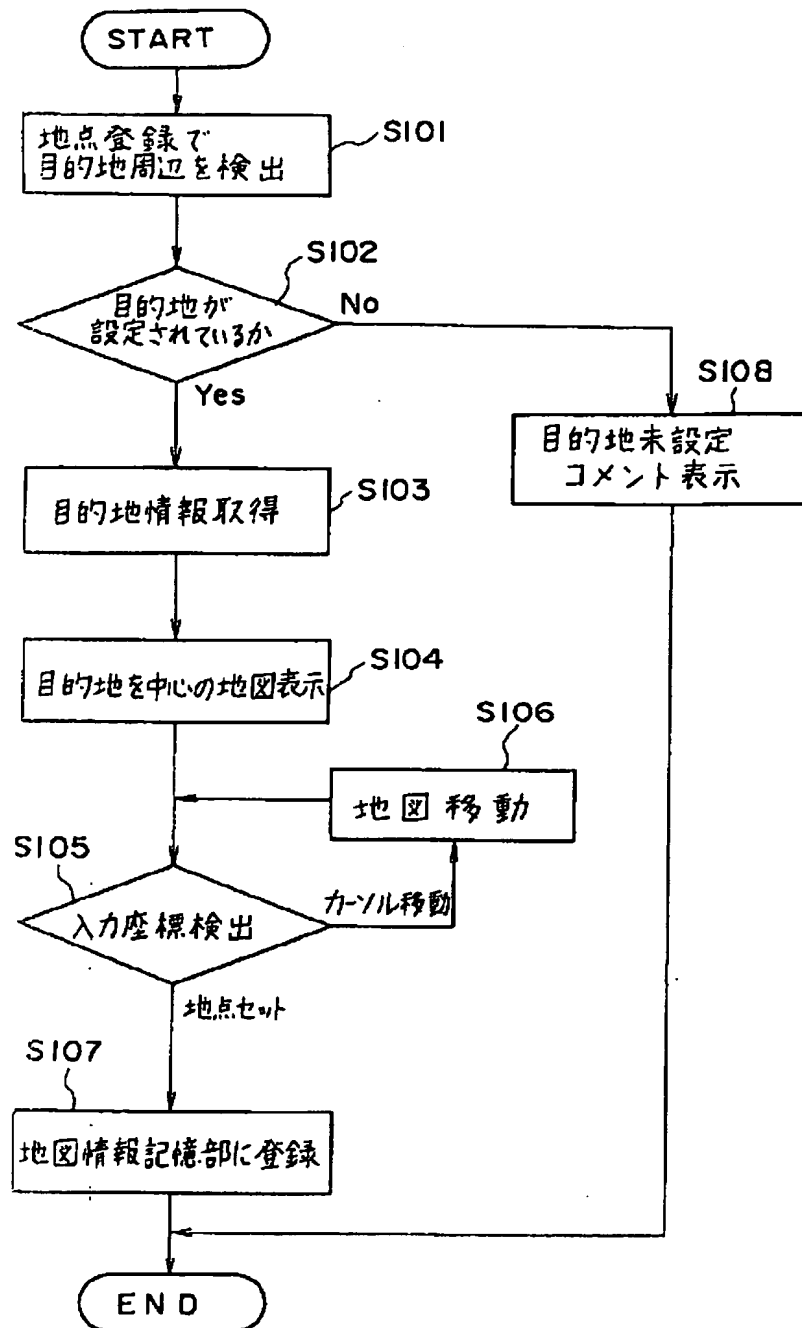 START
地点登録で
目的地周辺を検出
S101
S102
目的地が
設定されているか
No
Yes
S108
目的地未設定
コメント表示
目的地情報取得
S103
目的地を中心の地図表示
S104
S106
地図移動
S105
入力座標検出
カーソル移動
地点セット
S107
地図情報記憶部に登録
END